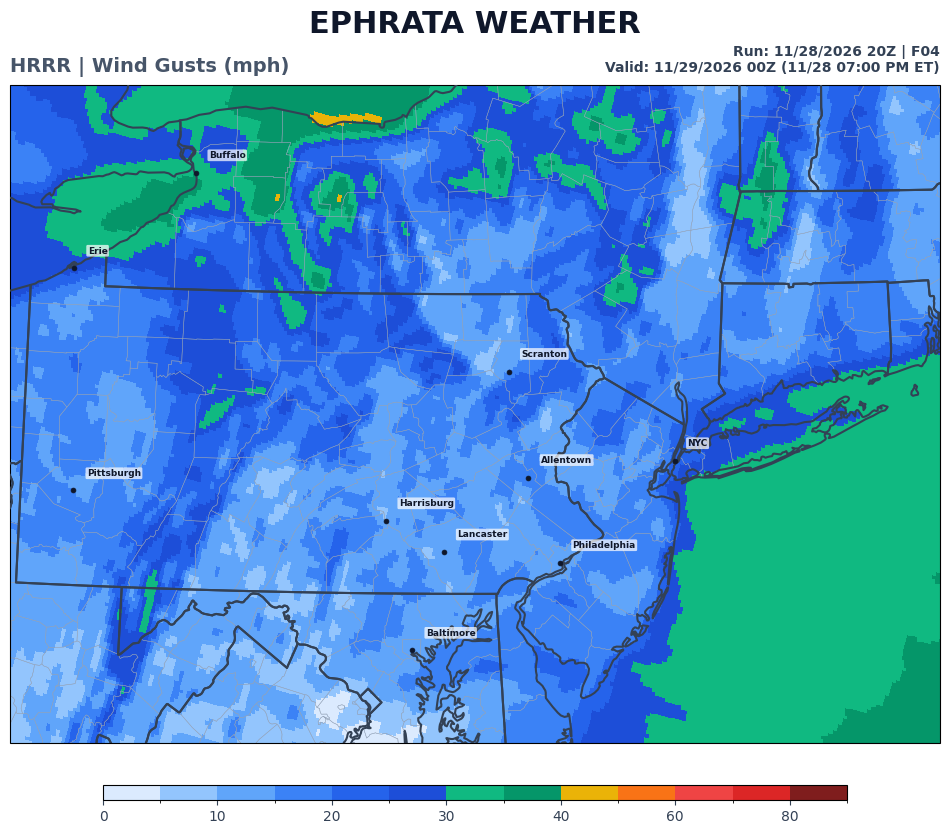 EPHRATA WEATHER
HRRR | Wind Gusts (mph)
Run: 11/28/2026 20Z | F04
Valid: 11/29/2026 00Z (11/28 07:00 PM ET)
Buffalo
Erie
Scranton
NYC
Allentown
Pittsburgh
Harrisburg
Lancaster
Philadelphia
Baltimore
0 10 20 30 40 50 60 70 80